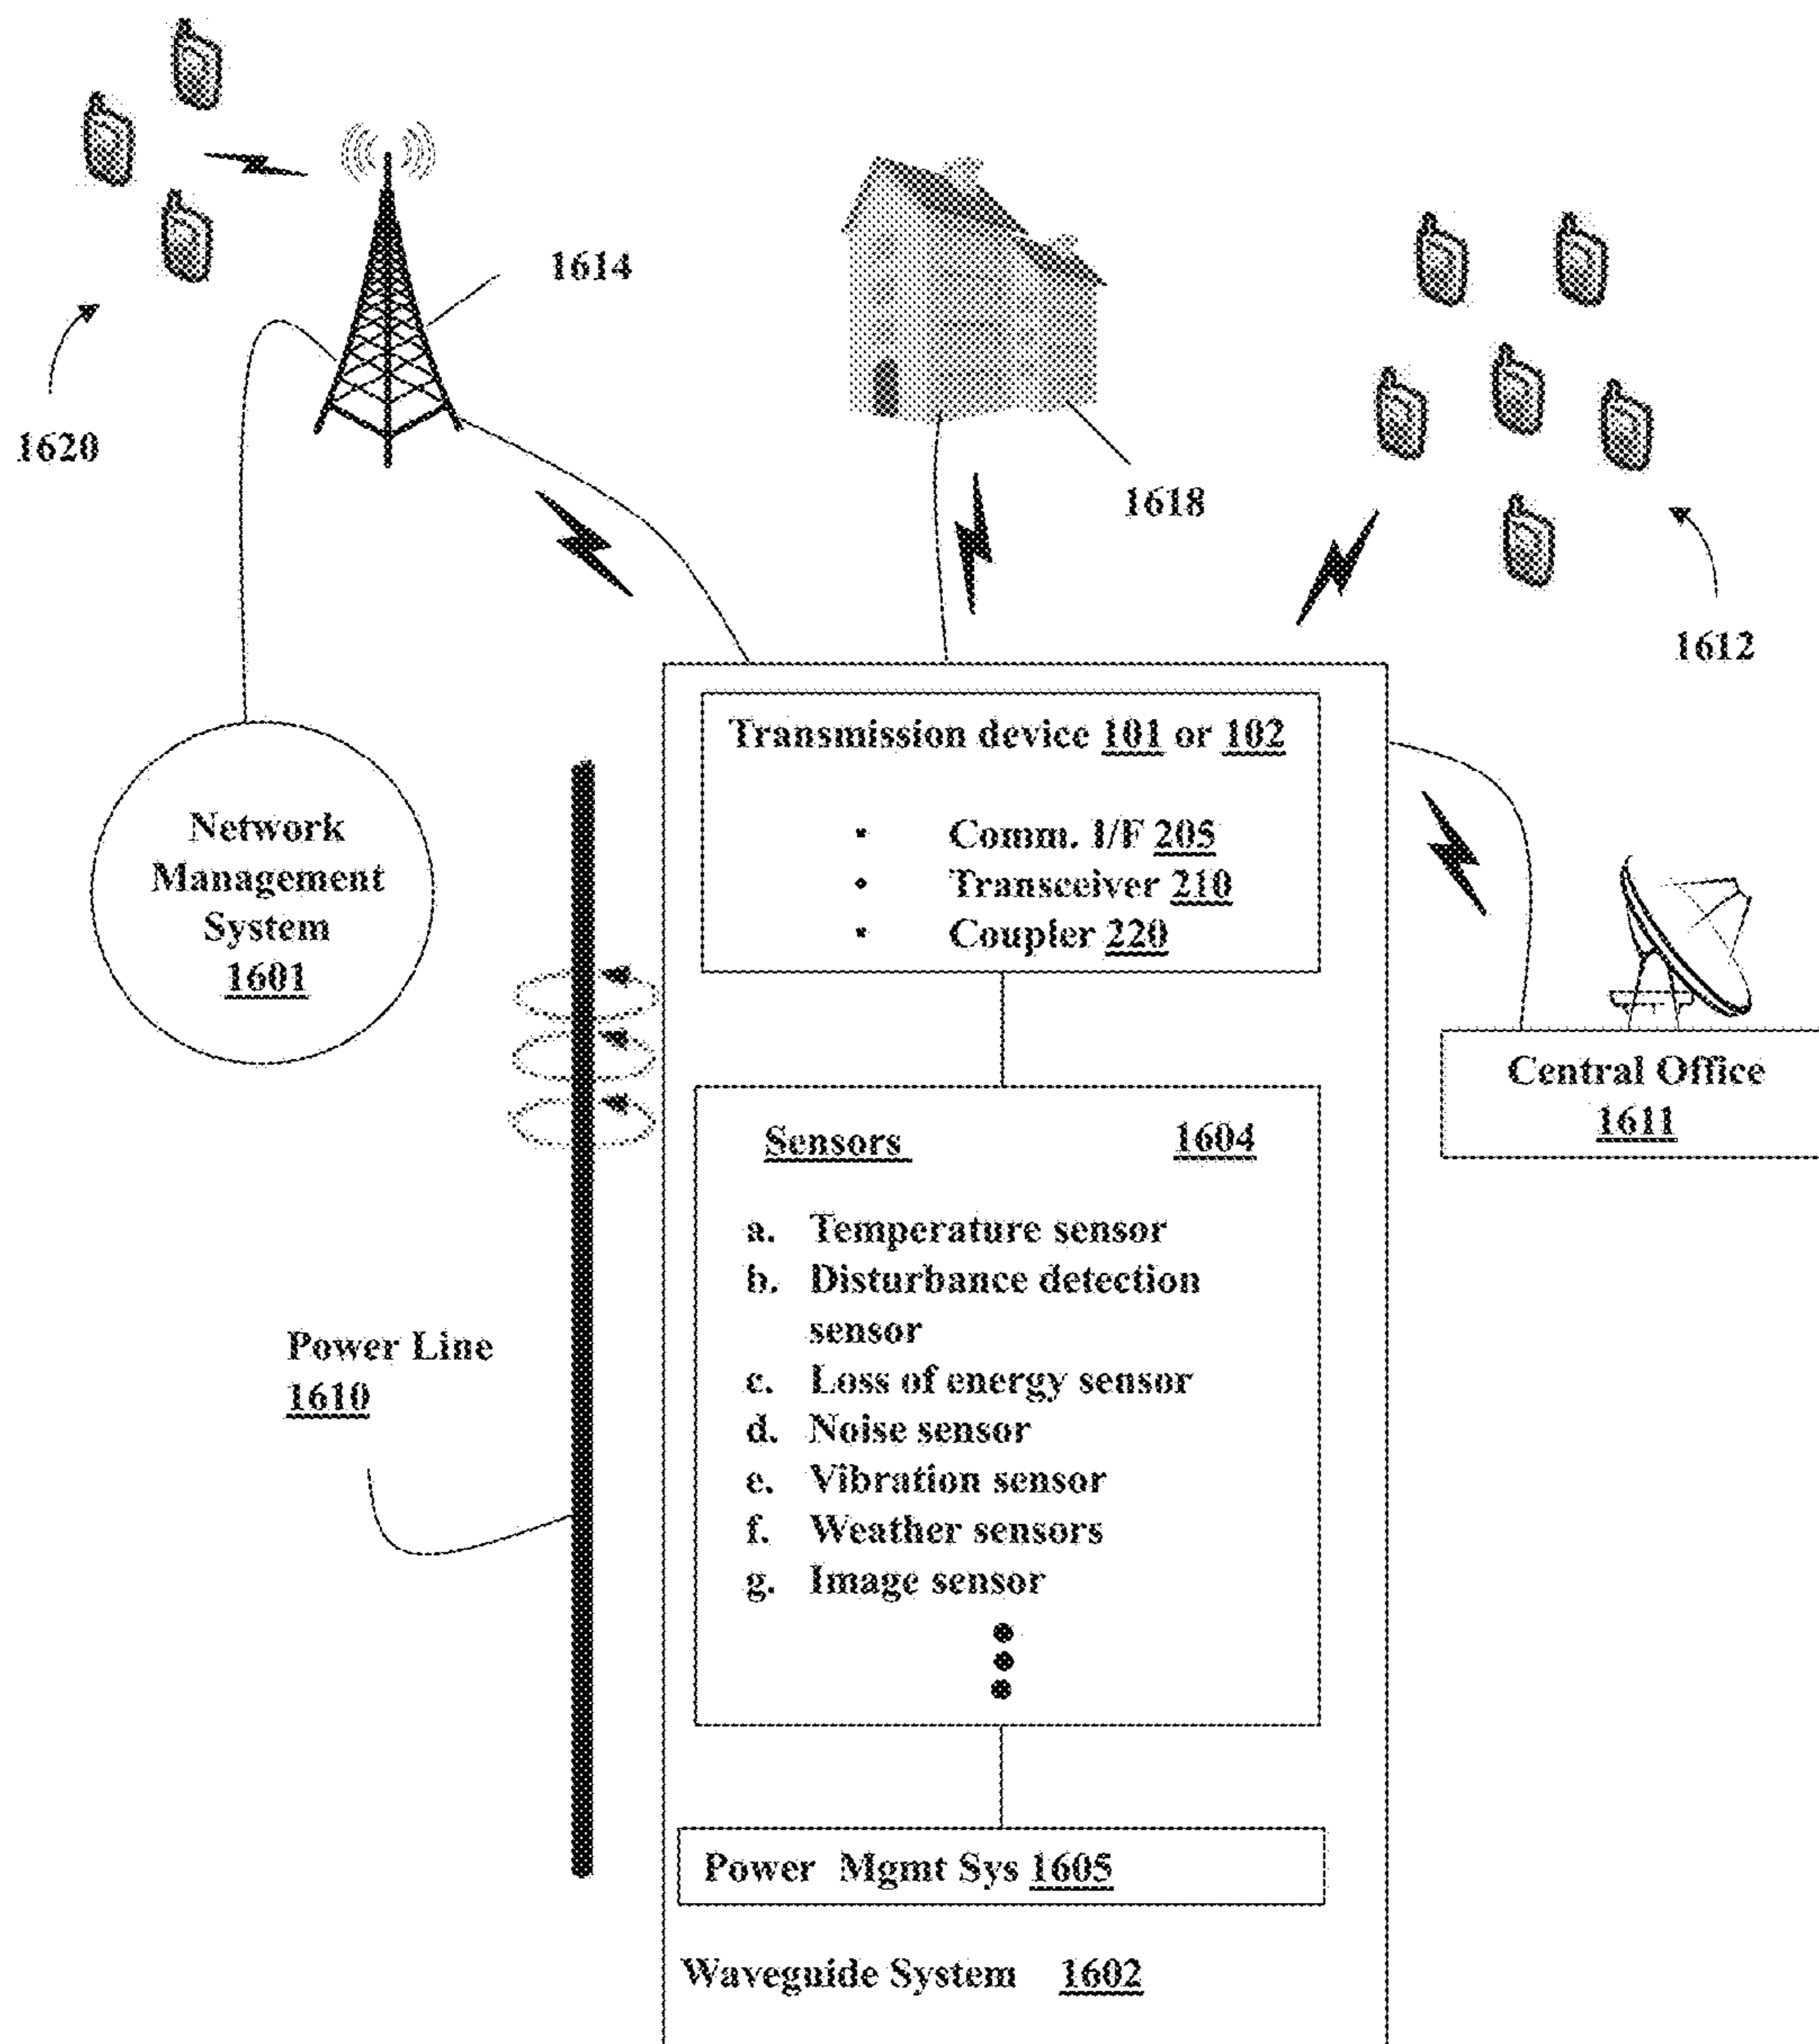 1614
1620
1618
1612
Transmission device 101 or 102
• Comm. I/F 205
• Transceiver 210
• Coupler 220
Network
Management
System
1601
Central Office
1611
Sensors 1604
a. Temperature sensor
b. Disturbance detection
sensor
c. Loss of energy sensor
d. Noise sensor
e. Vibration sensor
f. Weather sensors
g. Image sensor
Power Line
1610
Power Mgmt Sys 1605
Waveguide System 1602